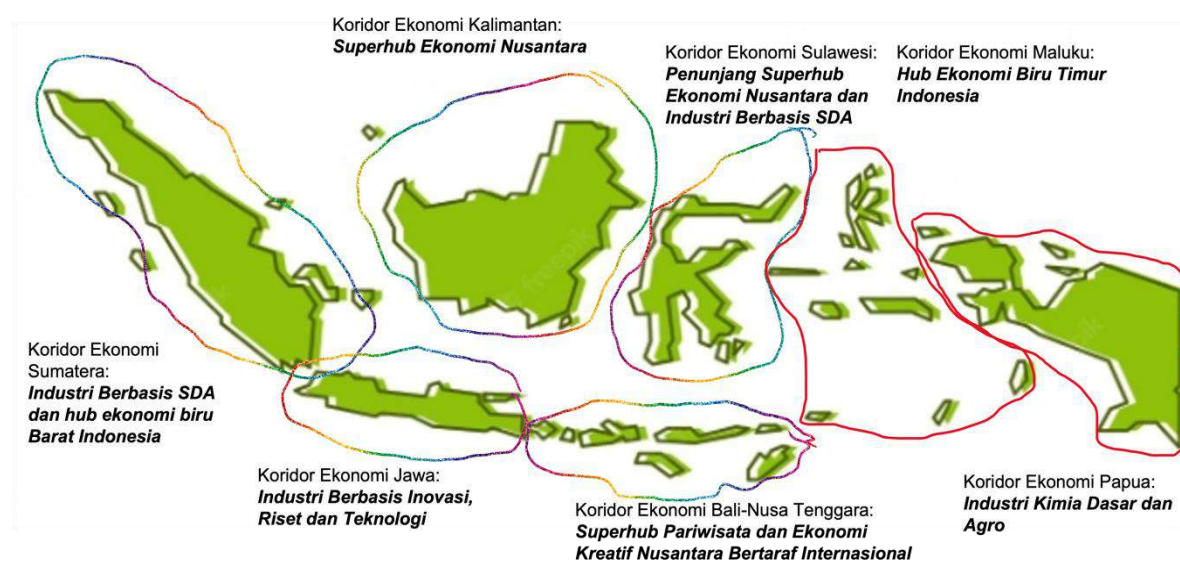 Koridor Ekonomi Kalimantan:
Superhub Ekonomi Nusantara
Koridor Ekonomi Sulawesi:
Penunjang Superhub
Ekonomi Nusantara dan
Industri Berbasis SDA
Koridor Ekonomi Maluku:
Hub Ekonomi Biru Timur
Indonesia
Koridor Ekonomi
Sumatera:
Industri Berbasis SDA
dan hub ekonomi biru
Barat Indonesia
Koridor Ekonomi Jawa:
Industri Berbasis Inovasi,
Riset dan Teknologi
Koridor Ekonomi Bali-Nusa Tenggara:
Superhub Pariwisata dan Ekonomi
Kreatif Nusantara Bertaraf Internasional
Koridor Ekonomi Papua:
Industri Kimia Dasar dan
Agro
freepik